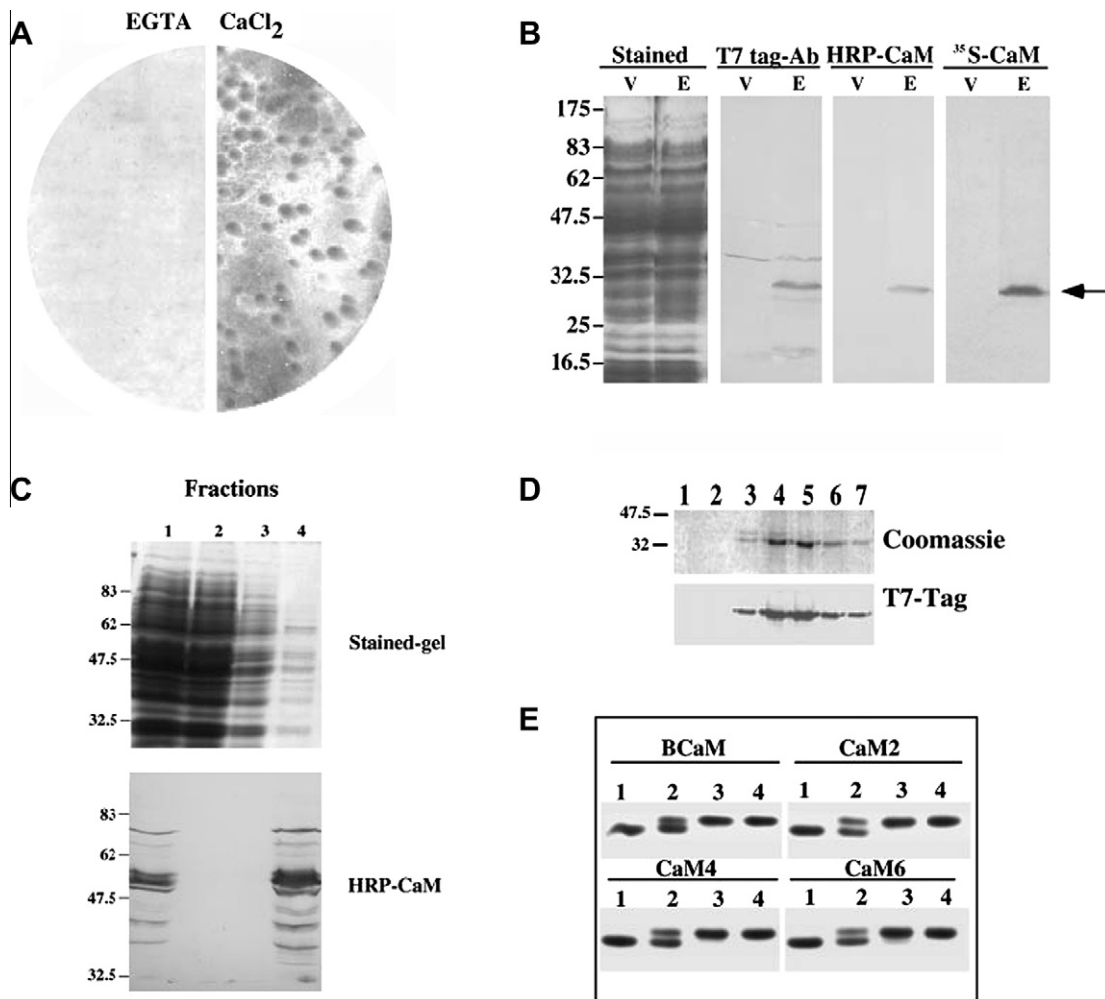 A
EGTA CaCl₂
B
Stained T7 tag-Ab HRP-CaM ³⁵S-CaM
V E V E V E V E
175
83
62
47.5
32.5
25
16.5
C
Fractions
1 2 3 4
83
62
47.5
32.5
Stained-gel
83
62
47.5
32.5
HRP-CaM
D
1 2 3 4 5 6 7
47.5
32
Coomassie
T7-Tag
E
BCaM CaM2
1 2 3 4 1 2 3 4
CaM4 CaM6
1 2 3 4 1 2 3 4